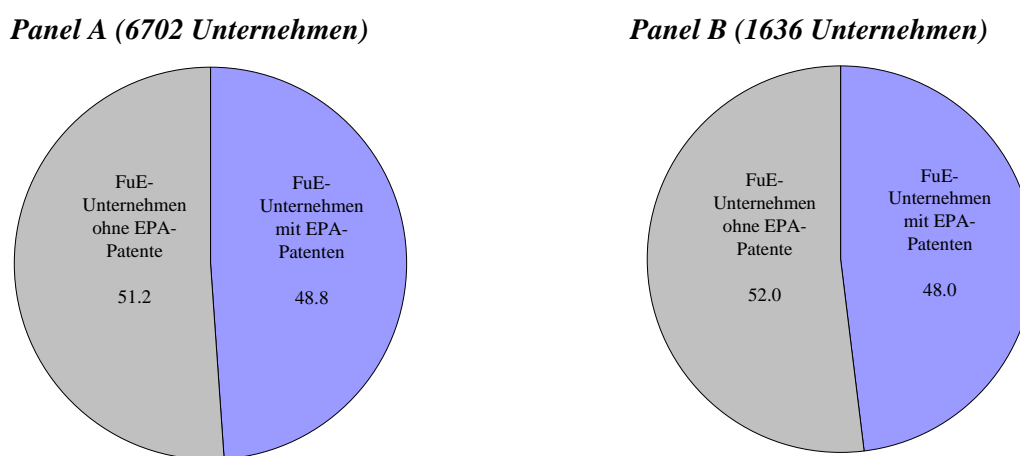 Panel A (6702 Unternehmen)
FuE-
Unternehmen
ohne EPA-
Patente
51.2
FuE-
Unternehmen
mit EPA-
Patenten
48.8
Panel B (1636 Unternehmen)
FuE-
Unternehmen
ohne EPA-
Patente
52.0
FuE-
Unternehmen
mit EPA-
Patenten
48.0